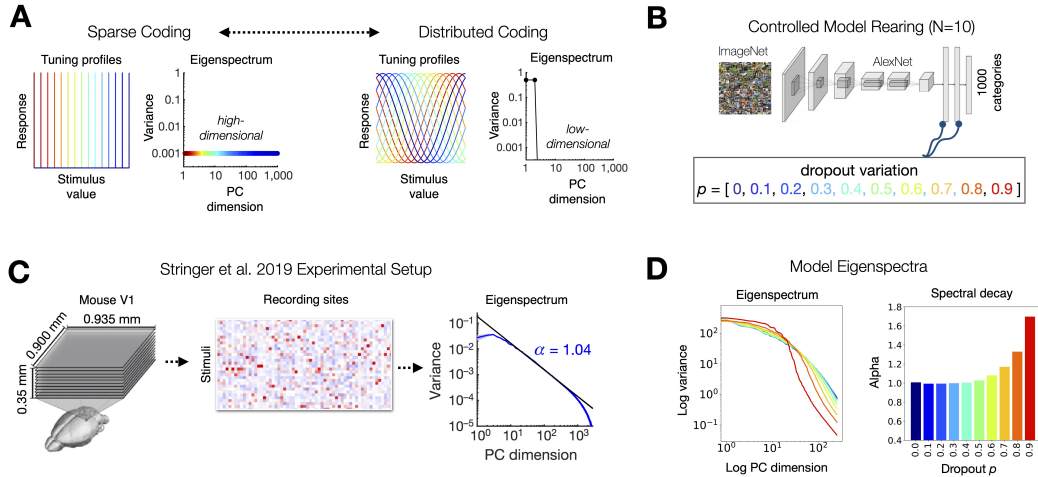 A
Sparse Coding
Distributed Coding
Tuning profiles
Eigenspectrum
Response
Stimulus
value
Variance
1
0.1
0.01
0.001
high-
dimensional
1
10
100
1,000
PC
dimension
Tuning profiles
Eigenspectrum
Response
Stimulus
value
Variance
1
0.1
0.01
0.001
low-
dimensional
1
10
100
1,000
PC
dimension
B
Controlled Model Rearing (N=10)
ImageNet
AlexNet
1000
categories
dropout variation
p = [ 0, 0.1, 0.2, 0.3, 0.4, 0.5, 0.6, 0.7, 0.8, 0.9 ]
C
Stringer et al. 2019 Experimental Setup
Mouse V1
0.935 mm
0.900 mm
0.35 mm
Recording sites
Stimuli
Eigenspectrum
Variance
10⁻¹
10⁻²
10⁻³
10⁻⁴
10⁻⁵
α = 1.04
10⁰
10¹
10²
10³
PC dimension
D
Model Eigenspectra
Eigenspectrum
Log variance
10²
10¹
10⁰
10⁻¹
10⁰
10¹
10²
Log PC dimension
Spectral decay
Alpha
1.8
1.6
1.4
1.2
1.0
0.8
0.6
0.4
0.0
0.1
0.2
0.3
0.4
0.5
0.6
0.7
0.8
0.9
Dropout p